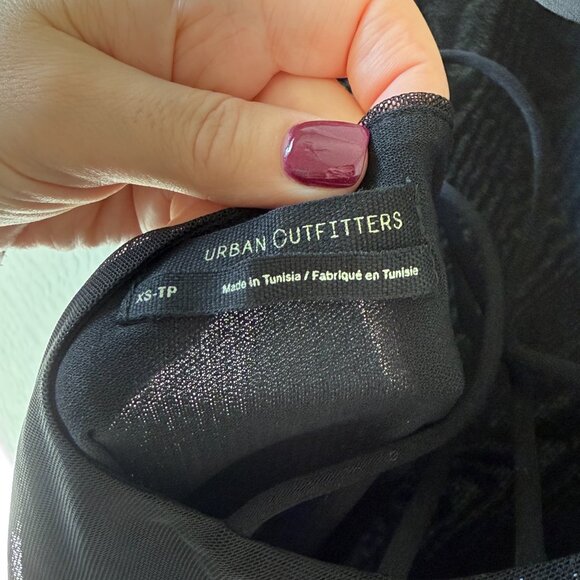 URBAN OUTFITTERS
XS-TP
Made in Tunisia / Fabriqué en Tunisie